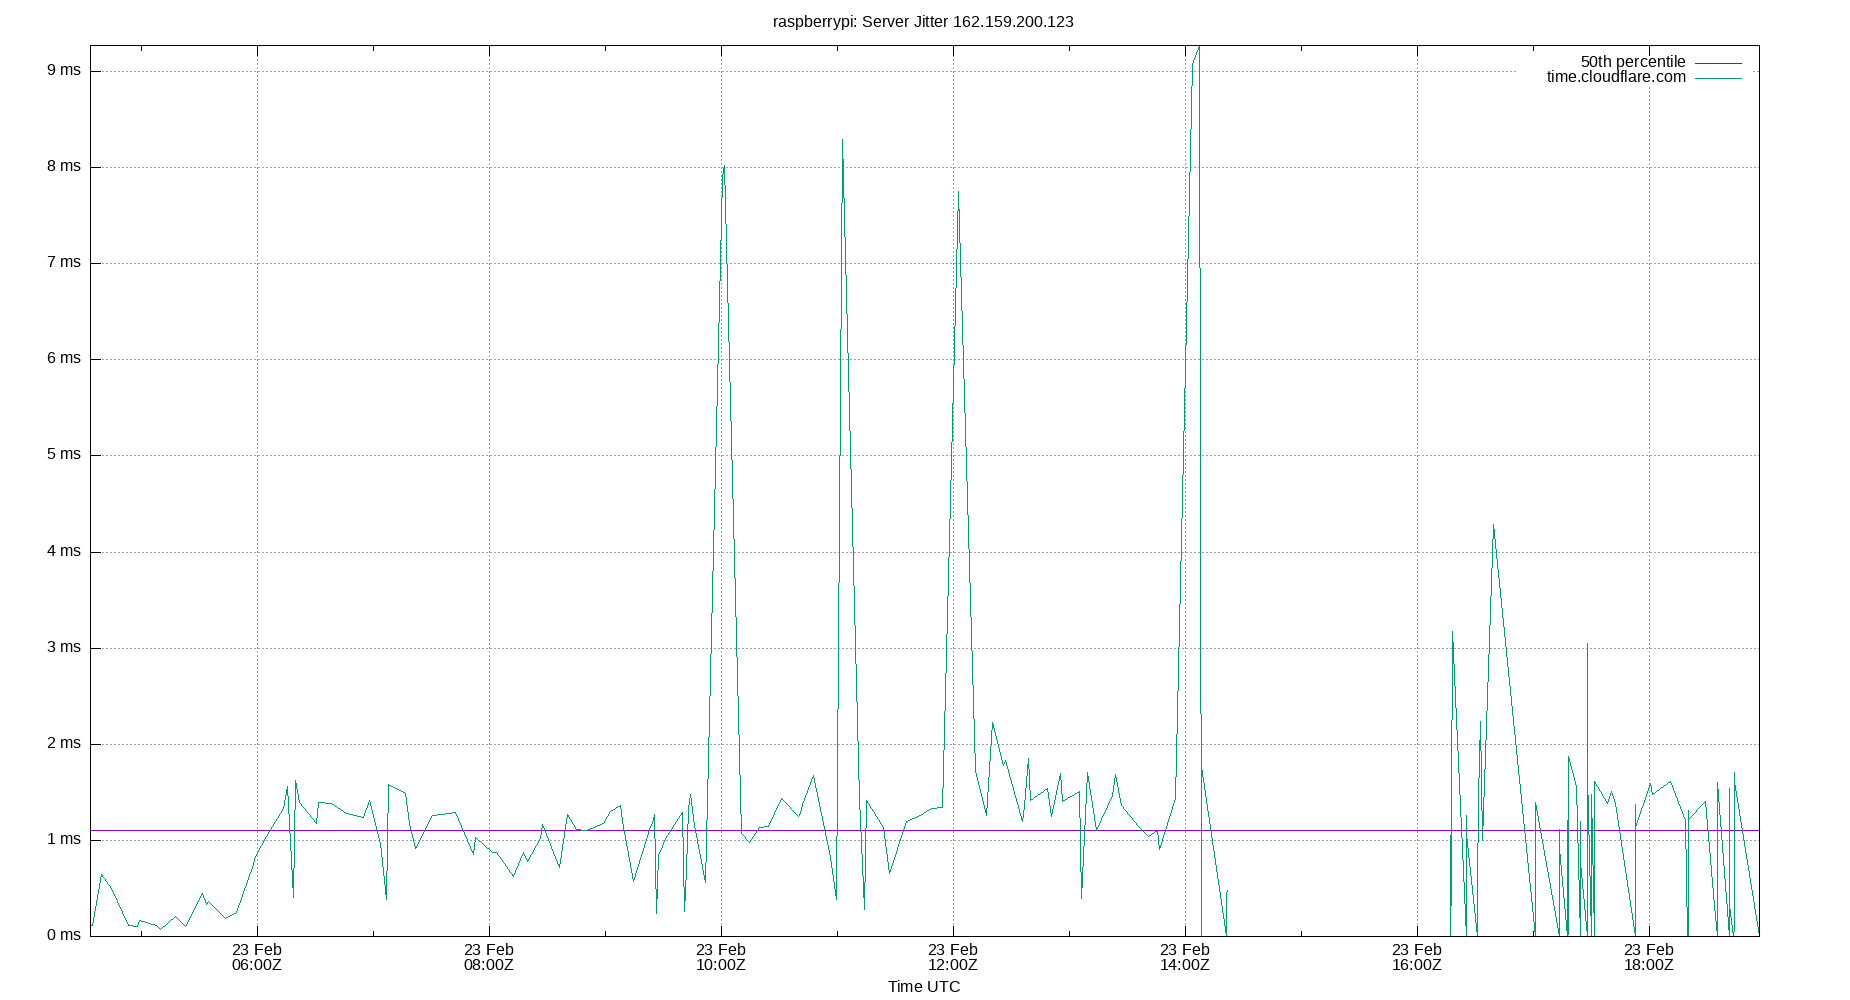 raspberrypi: Server Jitter 162.159.200.123
50th percentile
time.cloudflare.com
9 ms
8 ms
7 ms
6 ms
5 ms
4 ms
3 ms
2 ms
1 ms
0 ms
23 Feb 23 Feb 23 Feb 23 Feb 23 Feb 23 Feb 23 Feb
06:00Z 08:00Z 10:00Z 12:00Z 14:00Z 16:00Z 18:00Z
Time UTC